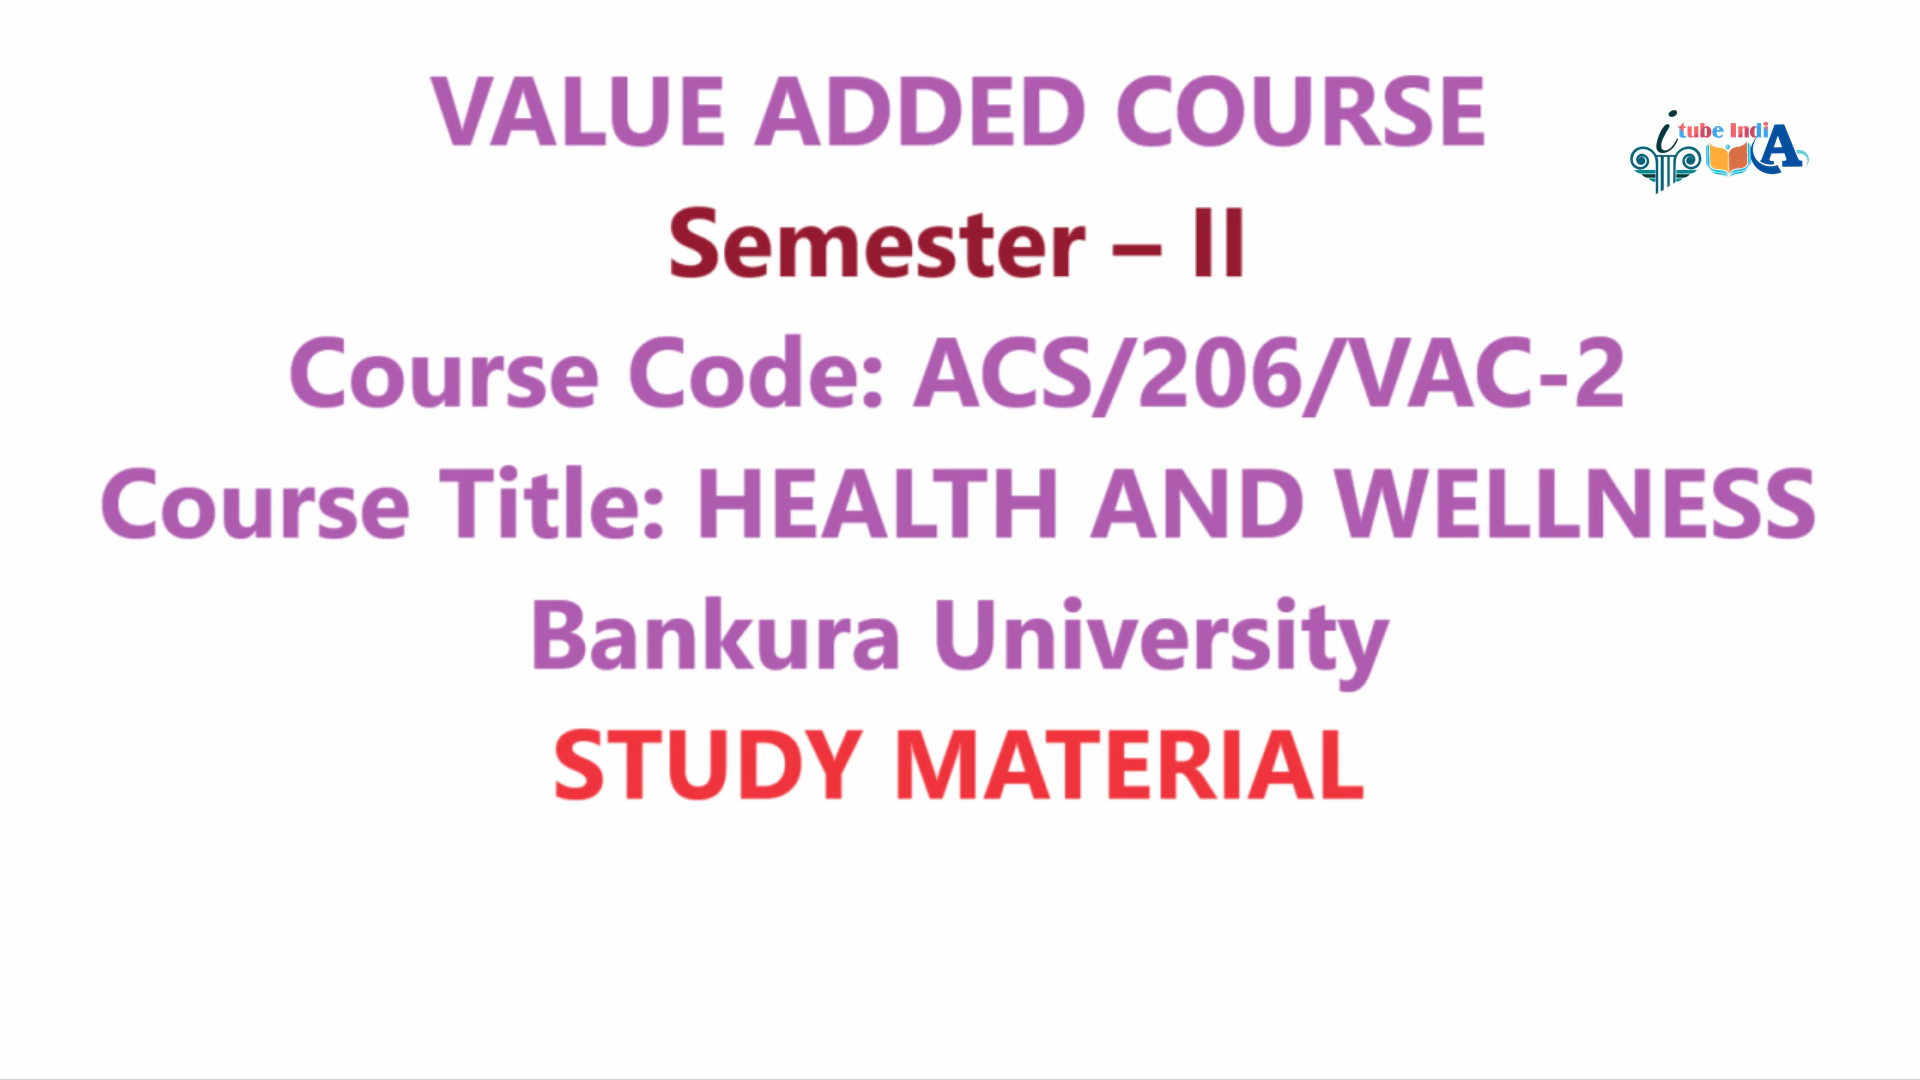 VALUE ADDED COURSE
i tube IndiA
Semester – II
Course Code: ACS/206/VAC-2
Course Title: HEALTH AND WELLNESS
Bankura University
STUDY MATERIAL